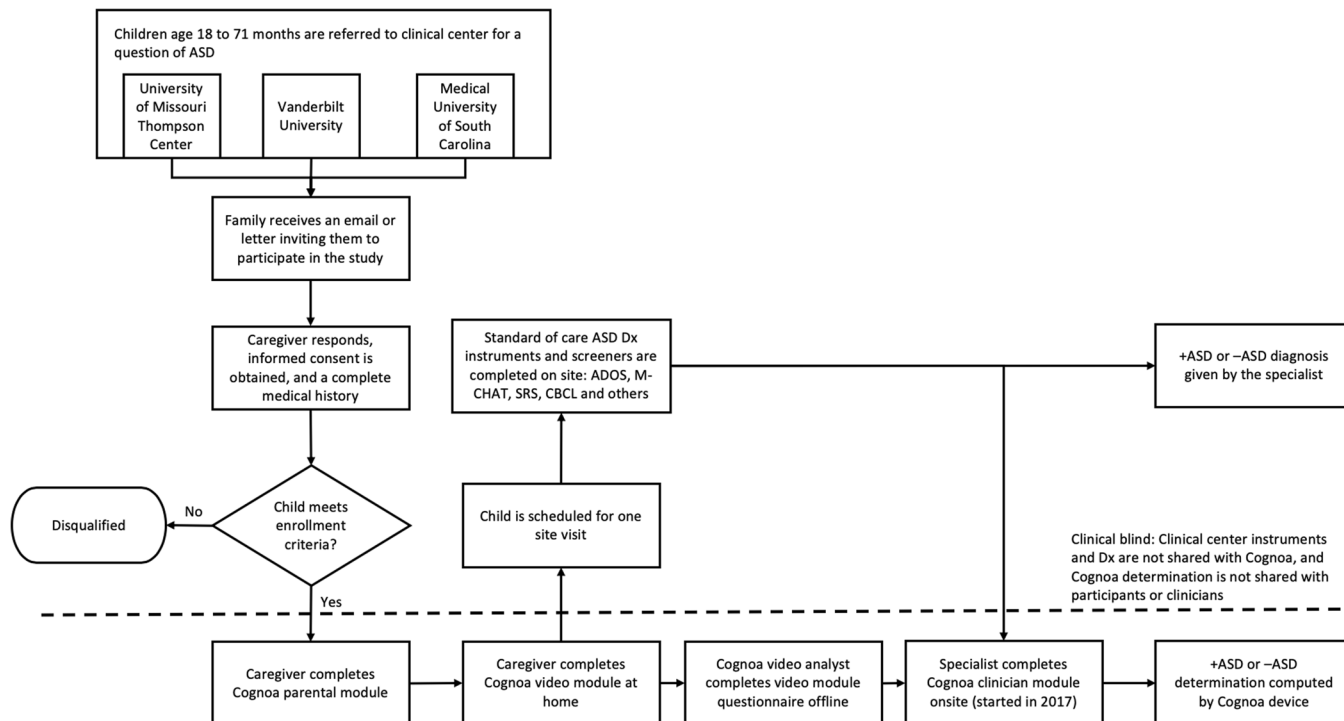 Children age 18 to 71 months are referred to clinical center for a
question of ASD
University
of Missouri
Thompson
Center
Vanderbilt
University
Medical
University
of South
Carolina
Family receives an email or
letter inviting them to
participate in the study
Caregiver responds,
informed consent is
obtained, and a complete
medical history
Standard of care ASD Dx
instruments and screeners are
completed on site: ADOS, M-
CHAT, SRS, CBCL and others
+ASD or –ASD diagnosis
given by the specialist
Disqualified
No
Child meets
enrollment
criteria?
Yes
Child is scheduled for one
site visit
Clinical blind: Clinical center instruments
and Dx are not shared with Cognoa, and
Cognoa determination is not shared with
participants or clinicians
Caregiver completes
Cognoa parental module
Caregiver completes
Cognoa video module at
home
Cognoa video analyst
completes video module
questionnaire offline
Specialist completes
Cognoa clinician module
onsite (started in 2017)
+ASD or –ASD
determination computed
by Cognoa device